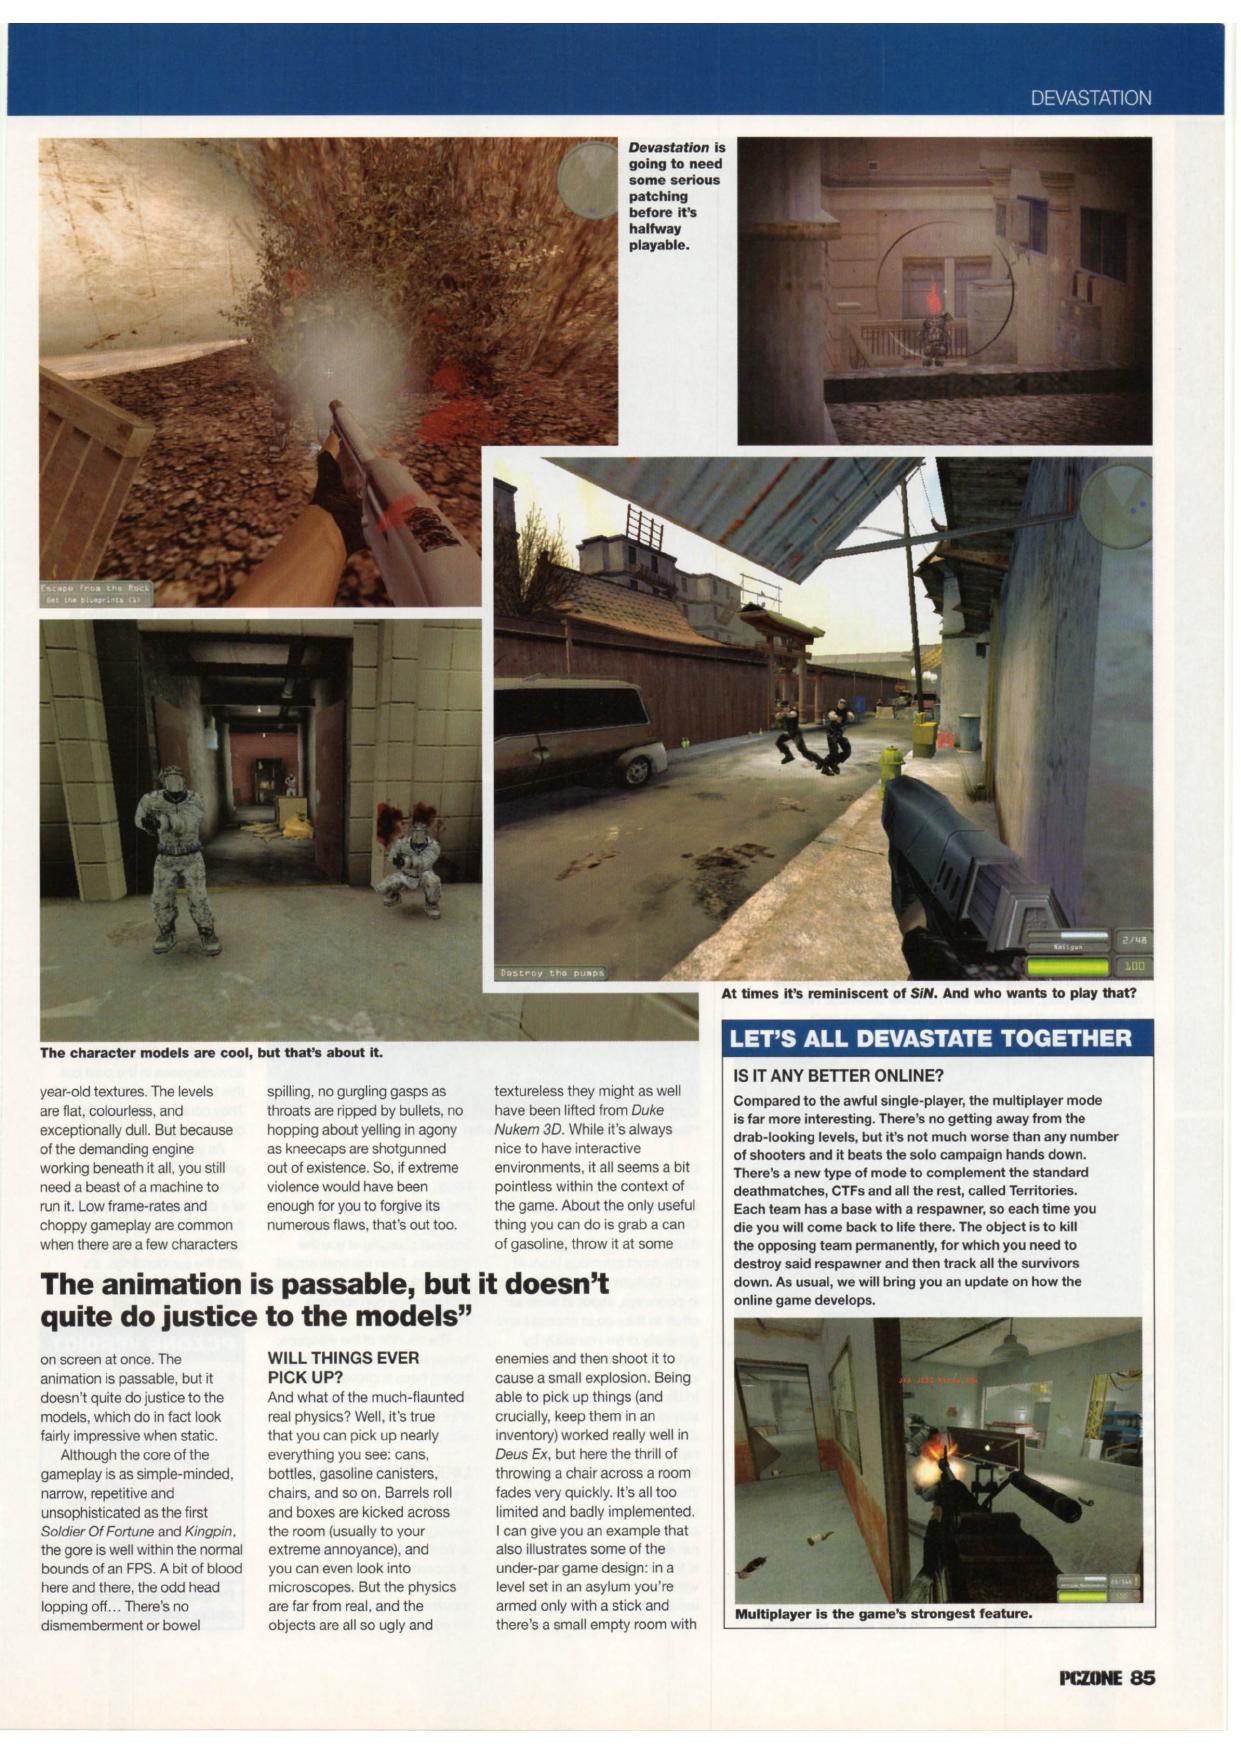 DEVASTATION
Devastation is
going to need
some serious
patching
before it's
halfway
playable.
Escape from the Rock
Get the blueprints (1)
Destroy the pumps
Nailgun
2/48
100
At times it's reminiscent of SiN. And who wants to play that?
The character models are cool, but that's about it.
year-old textures. The levels
are flat, colourless, and
exceptionally dull. But because
of the demanding engine
working beneath it all, you still
need a beast of a machine to
run it. Low frame-rates and
choppy gameplay are common
when there are a few characters
The animation is passable, but it doesn't
quite do justice to the models”
on screen at once. The
animation is passable, but it
doesn't quite do justice to the
models, which do in fact look
fairly impressive when static.
Although the core of the
gameplay is as simple-minded,
narrow, repetitive and
unsophisticated as the first
Soldier Of Fortune and Kingpin,
the gore is well within the normal
bounds of an FPS. A bit of blood
here and there, the odd head
lopping off... There's no
dismemberment or bowel
spilling, no gurgling gasps as
throats are ripped by bullets, no
hopping about yelling in agony
as kneecaps are shotgunned
out of existence. So, if extreme
violence would have been
enough for you to forgive its
numerous flaws, that's out too.
WILL THINGS EVER
PICK UP?
And what of the much-flaunted
real physics? Well, it's true
that you can pick up nearly
everything you see: cans,
bottles, gasoline canisters,
chairs, and so on. Barrels roll
and boxes are kicked across
the room (usually to your
extreme annoyance), and
you can even look into
microscopes. But the physics
are far from real, and the
objects are all so ugly and
textureless they might as well
have been lifted from Duke
Nukem 3D. While it's always
nice to have interactive
environments, it all seems a bit
pointless within the context of
the game. About the only useful
thing you can do is grab a can
of gasoline, throw it at some
enemies and then shoot it to
cause a small explosion. Being
able to pick up things (and
crucially, keep them in an
inventory) worked really well in
Deus Ex, but here the thrill of
throwing a chair across a room
fades very quickly. It's all too
limited and badly implemented.
I can give you an example that
also illustrates some of the
under-par game design: in a
level set in an asylum you're
armed only with a stick and
there's a small empty room with
LET'S ALL DEVASTATE TOGETHER
IS IT ANY BETTER ONLINE?
Compared to the awful single-player, the multiplayer mode
is far more interesting. There's no getting away from the
drab-looking levels, but it's not much worse than any number
of shooters and it beats the solo campaign hands down.
There's a new type of mode to complement the standard
deathmatches, CTFs and all the rest, called Territories.
Each team has a base with a respawner, so each time you
die you will come back to life there. The object is to kill
the opposing team permanently, for which you need to
destroy said respawner and then track all the survivors
down. As usual, we will bring you an update on how the
online game develops.
Multiplayer is the game's strongest feature.
PCZONE 85